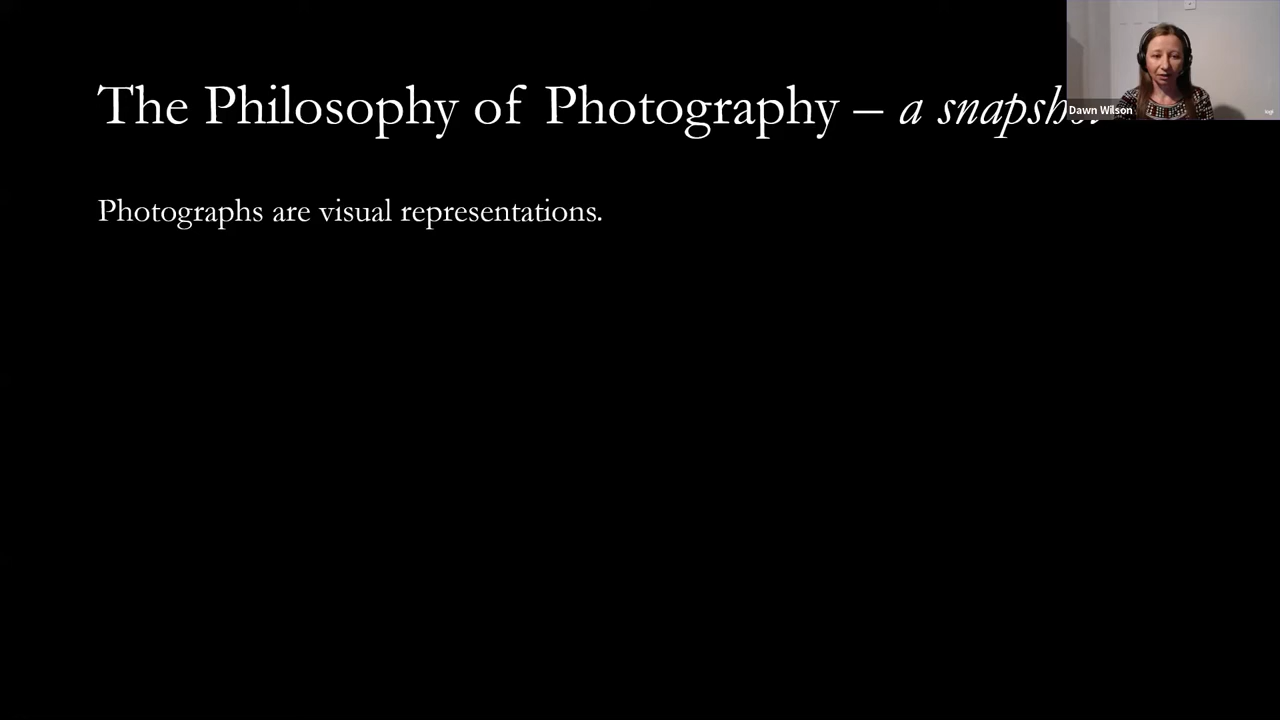 The Philosophy of Photography – a
Dawn Wilson
Photographs are visual representations.